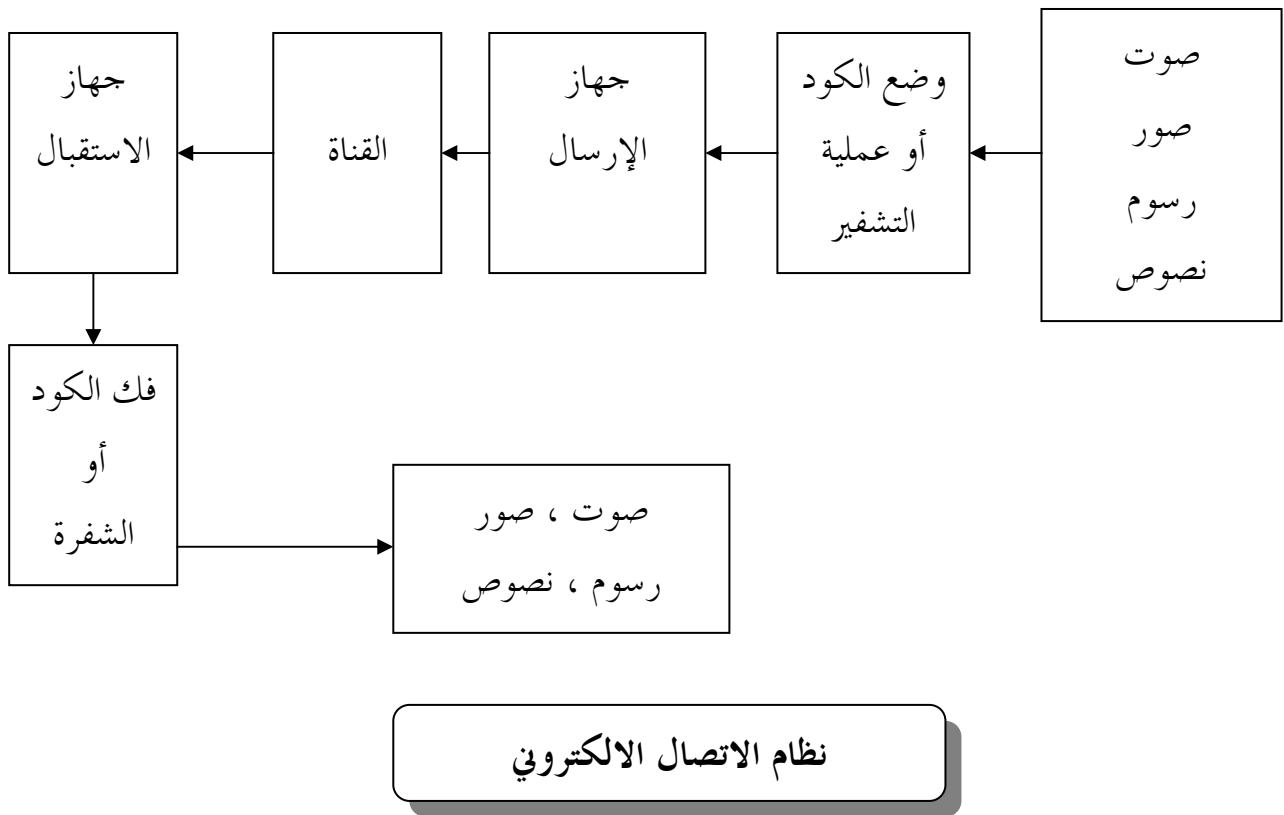 صوت
صور
رسوم
نصوص
وضع الكود
أو عملية
التشفير
جهاز
الإرسال
القناة
جهاز
الاستقبال
فك الكود
أو
الشفرة
صوت ، صور
رسوم ، نصوص
نظام الاتصال الالكتروني